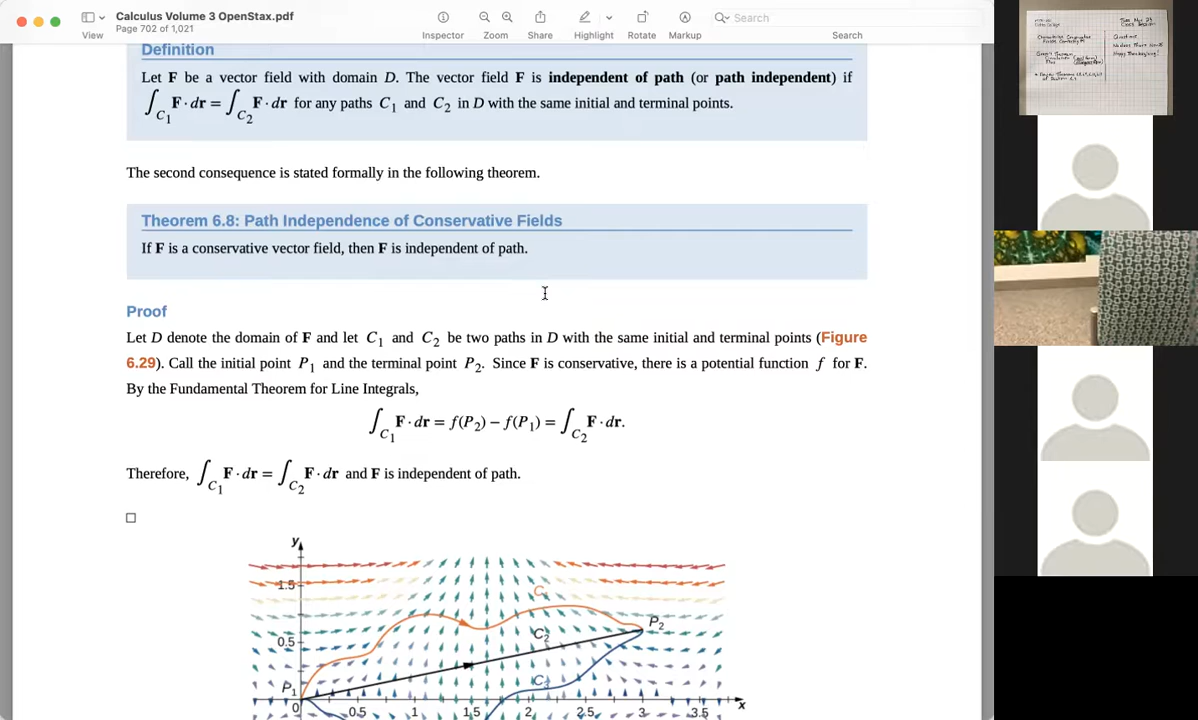 Calculus Volume 3 OpenStax.pdf
Page 702 of 1,021
View
Inspector
Zoom
Share
Highlight
Rotate
Markup
Search
Search
Definition
Let F be a vector field with domain D. The vector field F is independent of path (or path independent) if
∫C₁ F · dr = ∫C₂ F · dr for any paths C₁ and C₂ in D with the same initial and terminal points.
The second consequence is stated formally in the following theorem.
Theorem 6.8: Path Independence of Conservative Fields
If F is a conservative vector field, then F is independent of path.
Proof
Let D denote the domain of F and let C₁ and C₂ be two paths in D with the same initial and terminal points (Figure
6.29). Call the initial point P₁ and the terminal point P₂. Since F is conservative, there is a potential function f for F.
By the Fundamental Theorem for Line Integrals,
∫C₁ F · dr = f(P₂) − f(P₁) = ∫C₂ F · dr.
Therefore, ∫C₁ F · dr = ∫C₂ F · dr and F is independent of path.
y
1.5
P₂
C₂
0.5
P₁
0
0.5
1
1.5
2
2.5
3
3.5
x